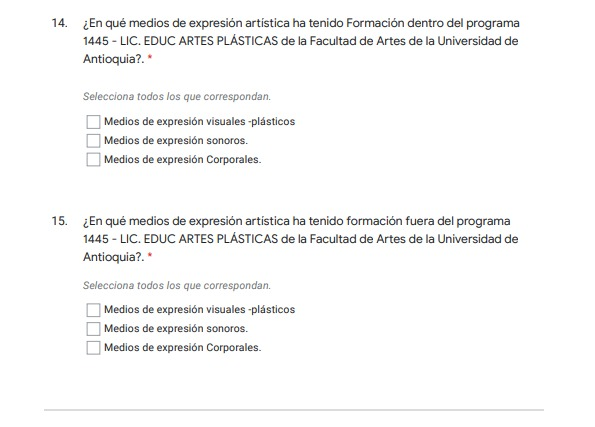 14. ¿En qué medios de expresión artística ha tenido Formación dentro del programa
1445 - LIC. EDUC ARTES PLÁSTICAS de la Facultad de Artes de la Universidad de
Antioquia?. *
Selecciona todos los que correspondan.
Medios de expresión visuales -plásticos
Medios de expresión sonoros.
Medios de expresión Corporales.
15. ¿En qué medios de expresión artística ha tenido formación fuera del programa
1445 - LIC. EDUC ARTES PLÁSTICAS de la Facultad de Artes de la Universidad de
Antioquia?. *
Selecciona todos los que correspondan.
Medios de expresión visuales -plásticos
Medios de expresión sonoros.
Medios de expresión Corporales.